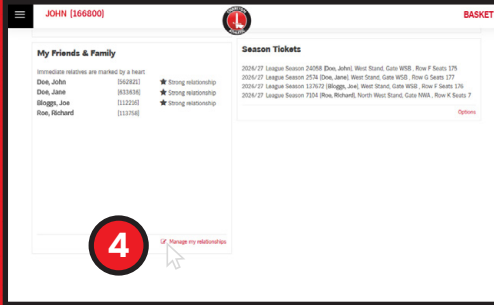 JOHN (166800)
BASKET
My Friends & Family
Immediate relatives are marked by a heart
Doe, John [562821] ★ Strong relationship
Doe, Jane [633838] ★ Strong relationship
Bloggs, Joe [112216] ★ Strong relationship
Roe, Richard [113758]
Manage my relationships
4
Season Tickets
2026/27 League Season 24058 (Doe, John), West Stand, Gate WSB , Row F Seats 175
2026/27 League Season 2574 (Doe, Jane), West Stand, Gate WSB , Row G Seats 177
2026/27 League Season 137672 (Bloggs, Joe), West Stand, Gate WSB , Row F Seats 176
2026/27 League Season 7104 (Roe, Richard), North West Stand, Gate NWA , Row K Seats 7
Options